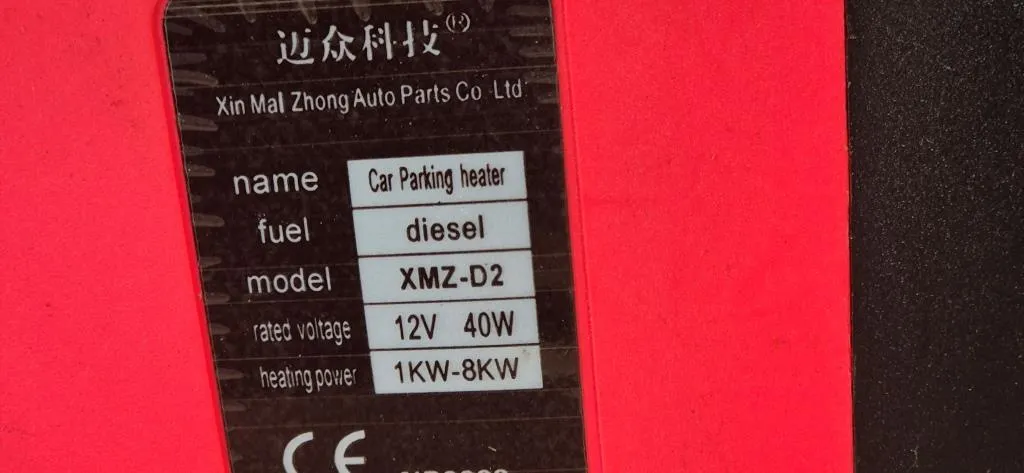 迈众科技®
Xin Mal Zhong Auto Parts Co Ltd
name Car Parking heater
fuel diesel
model XMZ-D2
rated voltage 12V 40W
heating power 1KW-8KW
CE